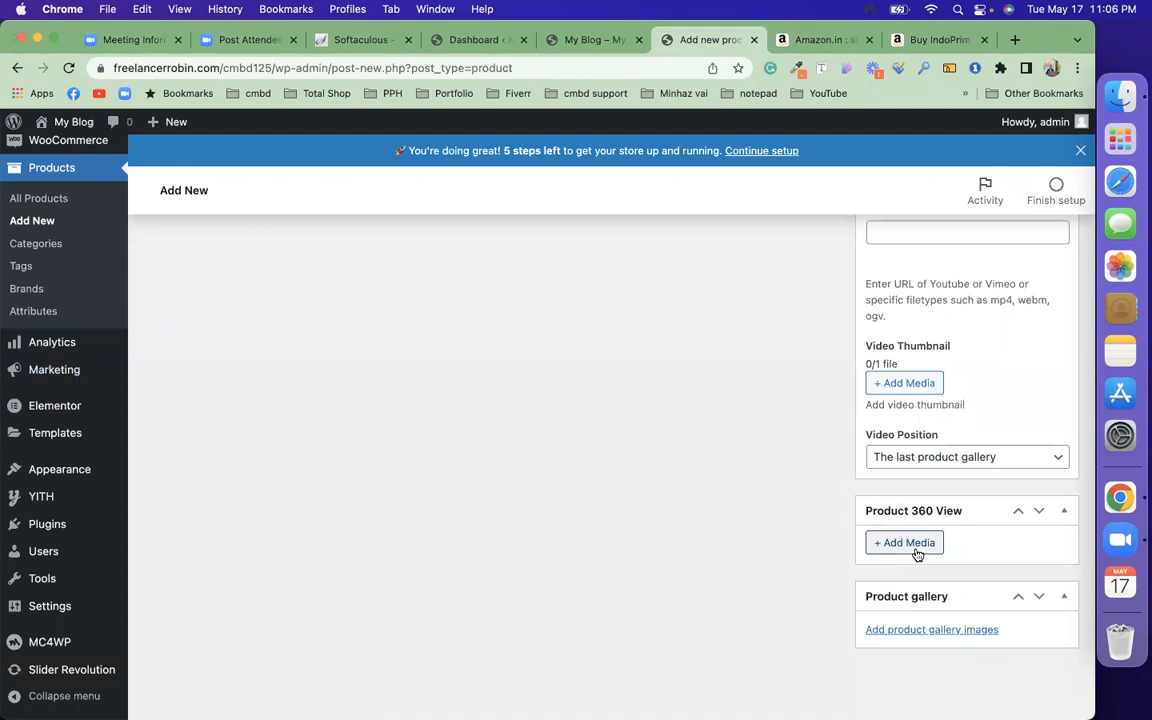 Chrome File Edit View History Bookmarks Profiles Tab Window Help Tue May 17 11:06 PM
Meeting Infor Post Attendee Softaculous - Dashboard ‹ M My Blog – My Add new proc Amazon.in : sh Buy IndoPrim
freelancerrobin.com/cmbd125/wp-admin/post-new.php?post_type=product
Apps Bookmarks cmbd Total Shop PPH Portfolio Fiverr cmbd support Minhaz vai notepad YouTube » Other Bookmarks
My Blog 0 New Howdy, admin
WooCommerce
Products
All Products
Add New
Categories
Tags
Brands
Attributes
Analytics
Marketing
Elementor
Templates
Appearance
YITH
Plugins
Users
Tools
Settings
MC4WP
Slider Revolution
Collapse menu
You're doing great! 5 steps left to get your store up and running. Continue setup
Add New
Activity
Finish setup
Enter URL of Youtube or Vimeo or
specific filetypes such as mp4, webm,
ogv.
Video Thumbnail
0/1 file
+ Add Media
Add video thumbnail
Video Position
The last product gallery
Product 360 View
+ Add Media
Product gallery
Add product gallery images
MAY
17